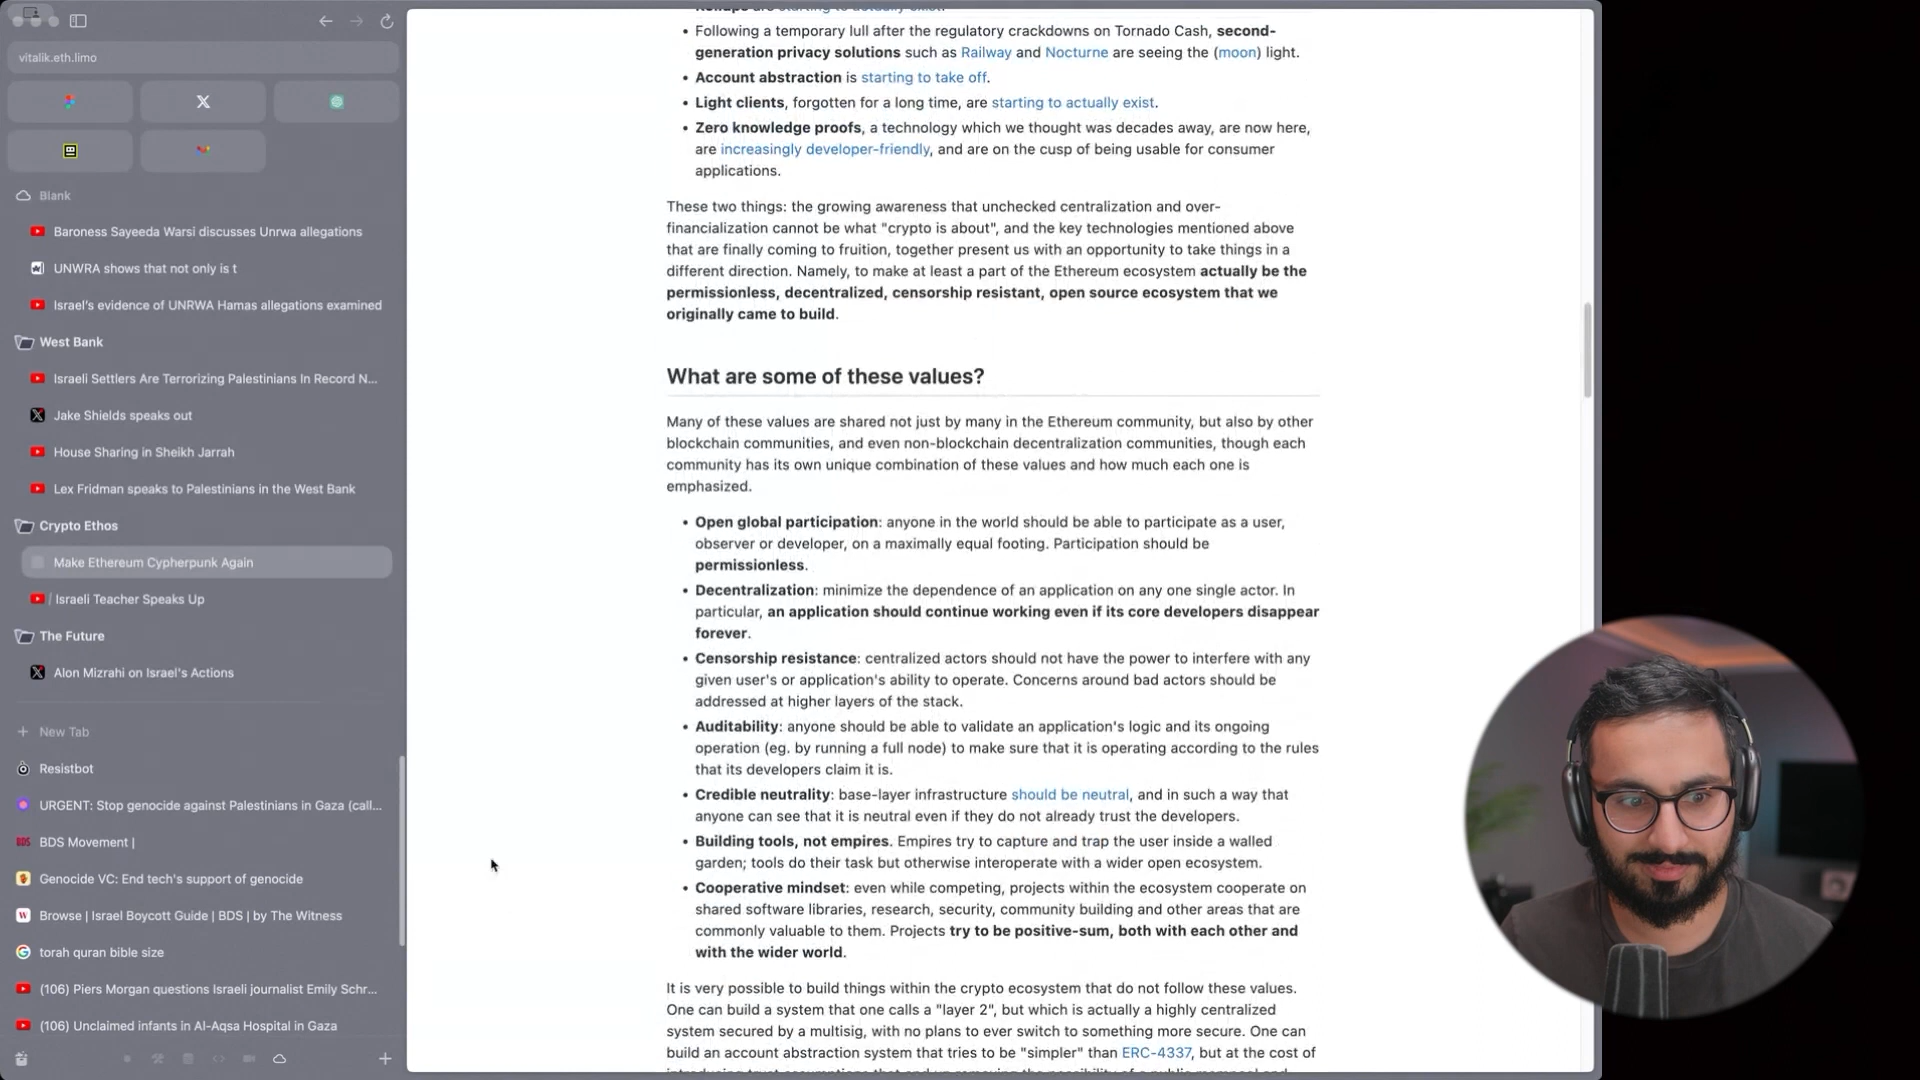 vitalik.eth.limo
Blank
Baroness Sayeeda Warsi discusses Unrwa allegations
UNWRA shows that not only is t
Israel's evidence of UNRWA Hamas allegations examined
West Bank
Israeli Settlers Are Terrorizing Palestinians In Record N...
Jake Shields speaks out
House Sharing in Sheikh Jarrah
Lex Fridman speaks to Palestinians in the West Bank
Crypto Ethos
Make Ethereum Cypherpunk Again
/ Israeli Teacher Speaks Up
The Future
Alon Mizrahi on Israel's Actions
+ New Tab
Resistbot
URGENT: Stop genocide against Palestinians in Gaza (call...
BDS BDS Movement |
Genocide VC: End tech's support of genocide
W Browse | Israel Boycott Guide | BDS | by The Witness
torah quran bible size
(106) Piers Morgan questions Israeli journalist Emily Schr...
(106) Unclaimed infants in Al-Aqsa Hospital in Gaza
Rollups are starting to actually exist.
• Following a temporary lull after the regulatory crackdowns on Tornado Cash, second-
generation privacy solutions such as Railway and Nocturne are seeing the (moon) light.
• Account abstraction is starting to take off.
• Light clients, forgotten for a long time, are starting to actually exist.
• Zero knowledge proofs, a technology which we thought was decades away, are now here,
are increasingly developer-friendly, and are on the cusp of being usable for consumer
applications.
These two things: the growing awareness that unchecked centralization and over-
financialization cannot be what "crypto is about", and the key technologies mentioned above
that are finally coming to fruition, together present us with an opportunity to take things in a
different direction. Namely, to make at least a part of the Ethereum ecosystem actually be the
permissionless, decentralized, censorship resistant, open source ecosystem that we
originally came to build.
What are some of these values?
Many of these values are shared not just by many in the Ethereum community, but also by other
blockchain communities, and even non-blockchain decentralization communities, though each
community has its own unique combination of these values and how much each one is
emphasized.
• Open global participation: anyone in the world should be able to participate as a user,
observer or developer, on a maximally equal footing. Participation should be
permissionless.
• Decentralization: minimize the dependence of an application on any one single actor. In
particular, an application should continue working even if its core developers disappear
forever.
• Censorship resistance: centralized actors should not have the power to interfere with any
given user's or application's ability to operate. Concerns around bad actors should be
addressed at higher layers of the stack.
• Auditability: anyone should be able to validate an application's logic and its ongoing
operation (eg. by running a full node) to make sure that it is operating according to the rules
that its developers claim it is.
• Credible neutrality: base-layer infrastructure should be neutral, and in such a way that
anyone can see that it is neutral even if they do not already trust the developers.
• Building tools, not empires. Empires try to capture and trap the user inside a walled
garden; tools do their task but otherwise interoperate with a wider open ecosystem.
• Cooperative mindset: even while competing, projects within the ecosystem cooperate on
shared software libraries, research, security, community building and other areas that are
commonly valuable to them. Projects try to be positive-sum, both with each other and
with the wider world.
It is very possible to build things within the crypto ecosystem that do not follow these values.
One can build a system that one calls a "layer 2", but which is actually a highly centralized
system secured by a multisig, with no plans to ever switch to something more secure. One can
build an account abstraction system that tries to be "simpler" than ERC-4337, but at the cost of